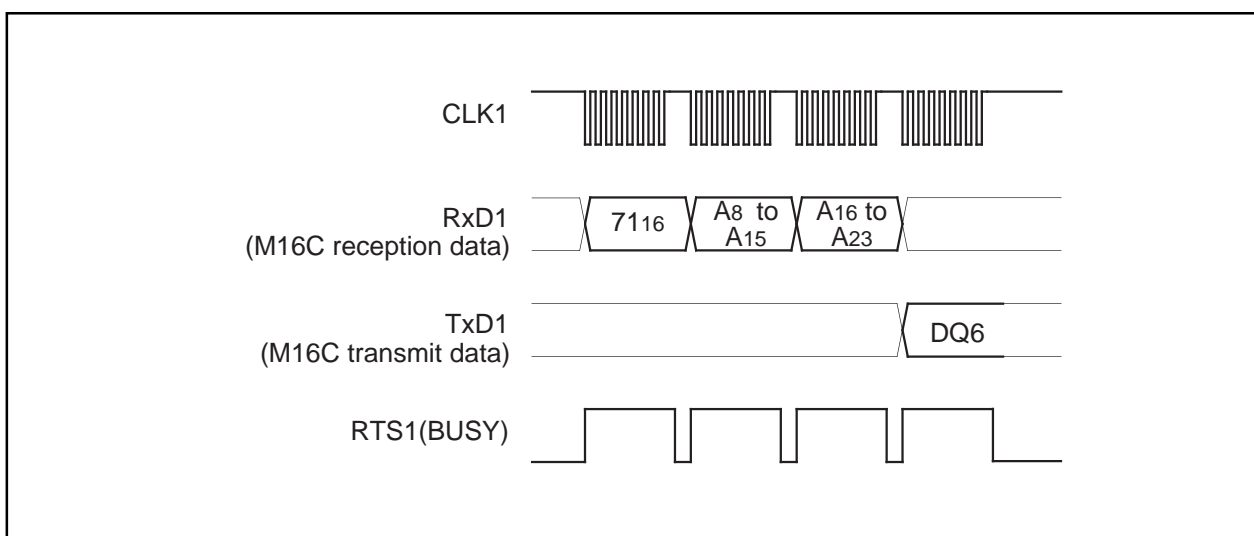 CLK1
RxD1
(M16C reception data)
7116
A8 to
A15
A16 to
A23
TxD1
(M16C transmit data)
DQ6
RTS1(BUSY)